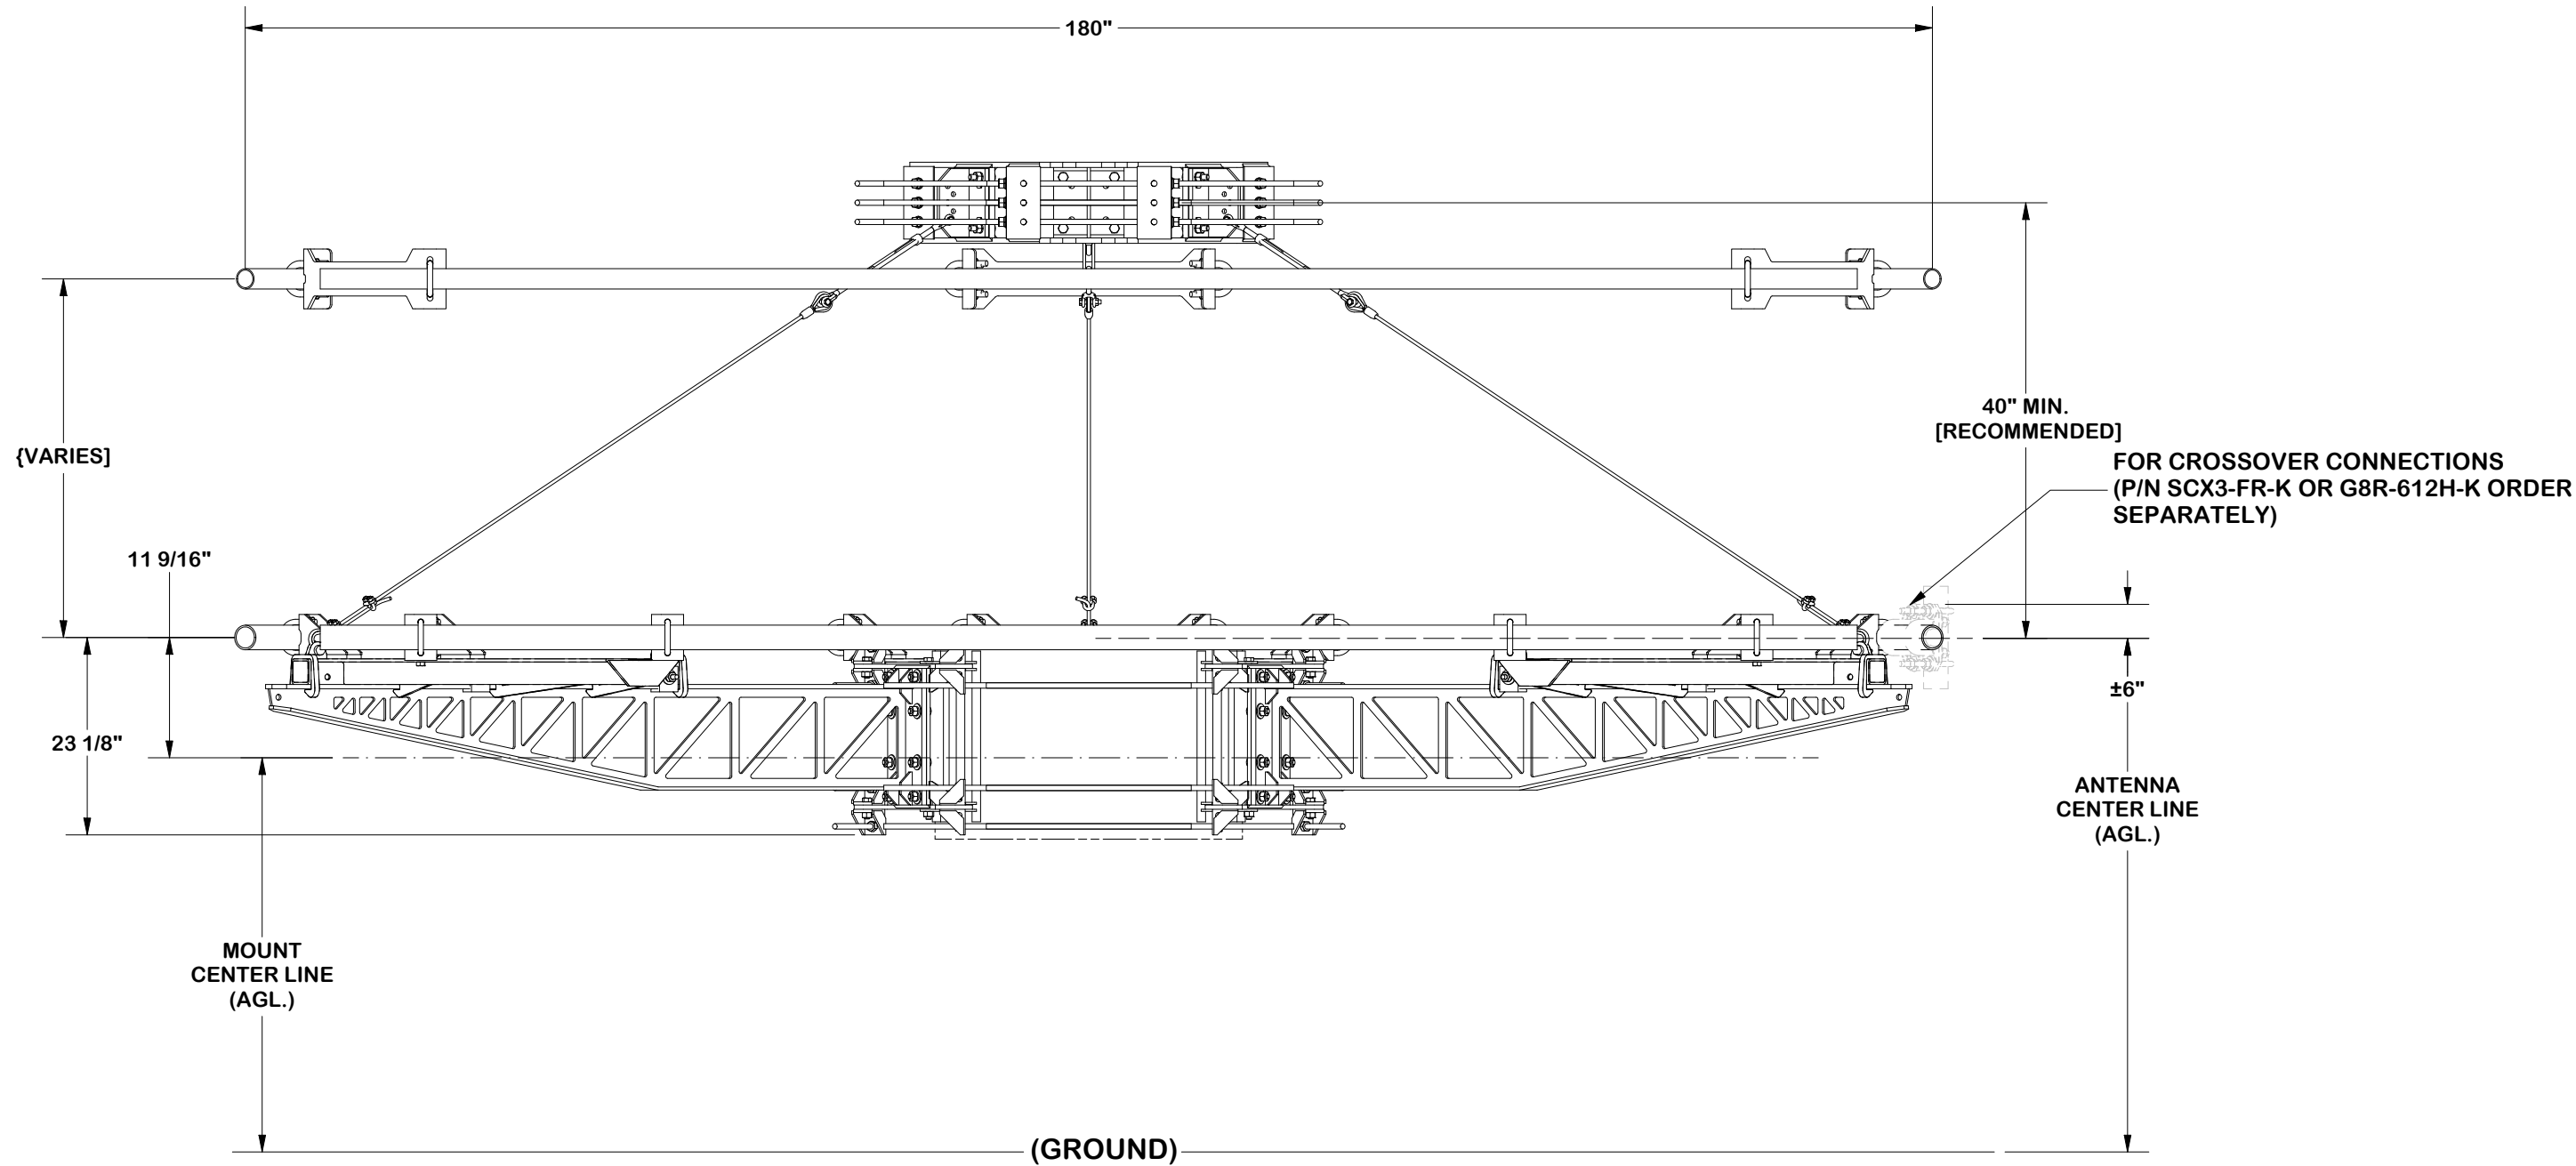 180"
40" MIN.
[RECOMMENDED]
{VARIES]
FOR CROSSOVER CONNECTIONS
(P/N SCX3-FR-K OR G8R-612H-K ORDER
SEPARATELY)
11 9/16"
±6"
23 1/8"
ANTENNA
CENTER LINE
(AGL.)
MOUNT
CENTER LINE
(AGL.)
(GROUND)